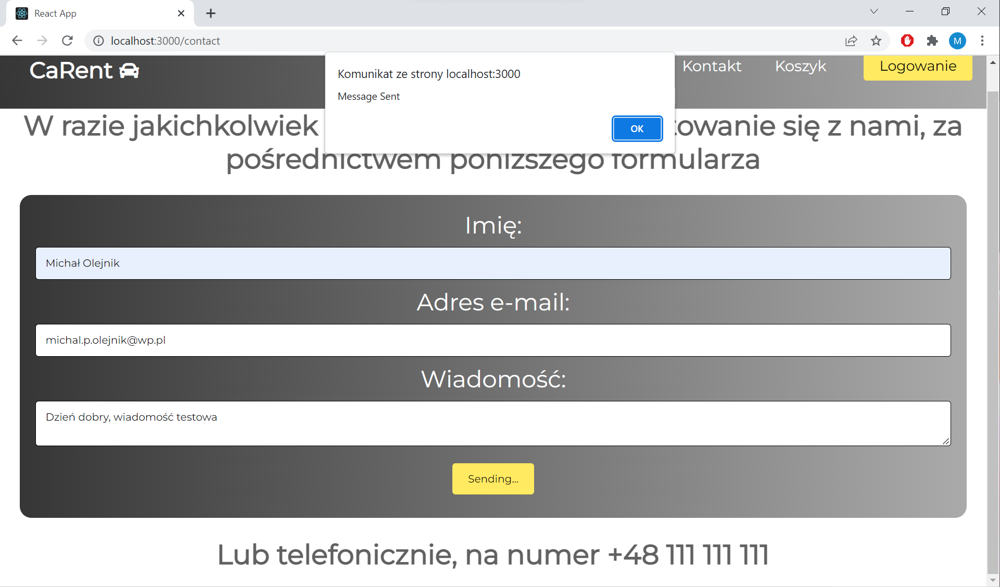 React App
localhost:3000/contact
M
CaRent
Kontakt
Koszyk
Logowanie
Komunikat ze strony localhost:3000
Message Sent
OK
W razie jakichkolwiek towanie się z nami, za
pośrednictwem poniższego formularza
Imię:
Michał Olejnik
Adres e-mail:
michal.p.olejnik@wp.pl
Wiadomość:
Dzień dobry, wiadomość testowa
Sending...
Lub telefonicznie, na numer +48 111 111 111